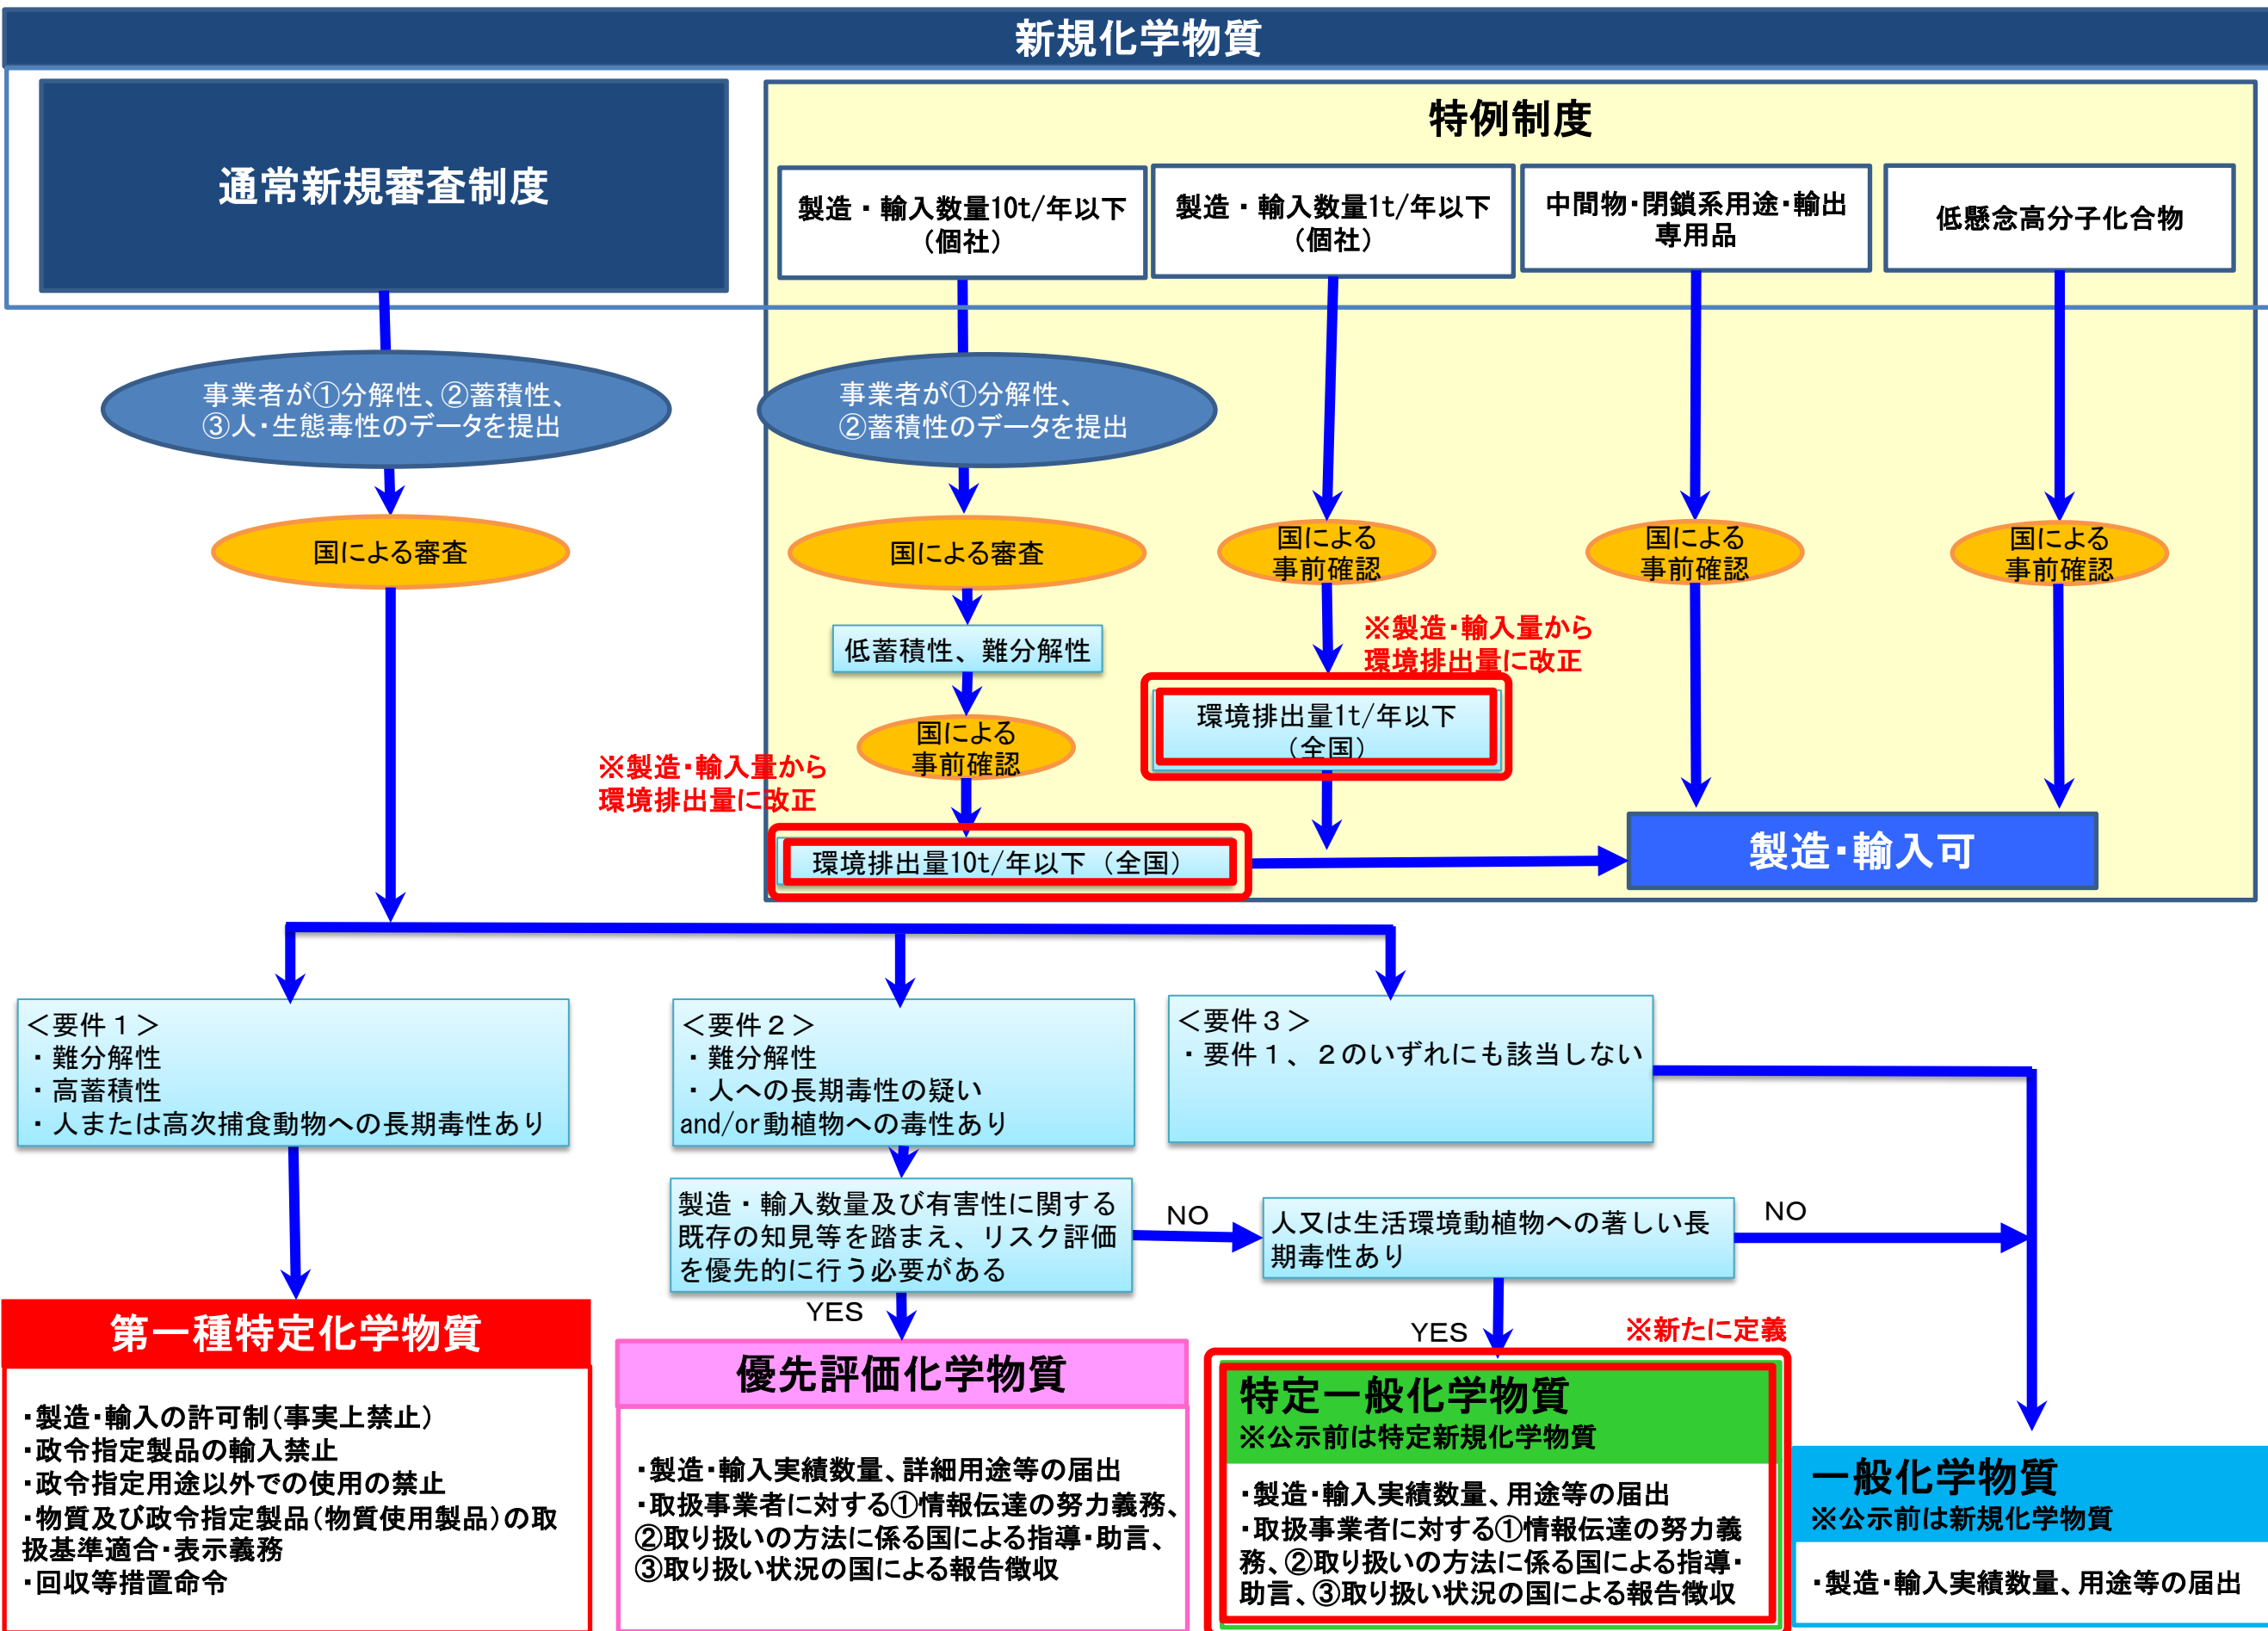 新規化学物質
通常新規審査制度
特例制度
製造・輸入数量10t/年以下
（個社）
製造・輸入数量1t/年以下
（個社）
中間物・閉鎖系用途・輸出
専用品
低懸念高分子化合物
事業者が①分解性、②蓄積性、
③人・生態毒性のデータを提出
事業者が①分解性、
②蓄積性のデータを提出
国による審査
国による審査
国による
事前確認
国による
事前確認
国による
事前確認
低蓄積性、難分解性
※製造・輸入量から
環境排出量に改正
国による
事前確認
環境排出量1t/年以下
（全国）
※製造・輸入量から
環境排出量に改正
環境排出量10t/年以下（全国）
製造・輸入可
＜要件１＞
・難分解性
・高蓄積性
・人または高次捕食動物への長期毒性あり
＜要件２＞
・難分解性
・人への長期毒性の疑い
and/or動植物への毒性あり
＜要件３＞
・要件１、２のいずれにも該当しない
製造・輸入数量及び有害性に関する
既存の知見等を踏まえ、リスク評価
を優先的に行う必要がある
NO
人又は生活環境動植物への著しい長
期毒性あり
NO
YES
YES
※新たに定義
第一種特定化学物質
・製造・輸入の許可制（事実上禁止）
・政令指定製品の輸入禁止
・政令指定用途以外での使用の禁止
・物質及び政令指定製品（物質使用製品）の取
扱基準適合・表示義務
・回収等措置命令
優先評価化学物質
・製造・輸入実績数量、詳細用途等の届出
・取扱事業者に対する①情報伝達の努力義務、
②取り扱いの方法に係る国による指導・助言、
③取り扱い状況の国による報告徴収
特定一般化学物質
※公示前は特定新規化学物質
・製造・輸入実績数量、用途等の届出
・取扱事業者に対する①情報伝達の努力義
務、②取り扱いの方法に係る国による指導・
助言、③取り扱い状況の国による報告徴収
一般化学物質
※公示前は新規化学物質
・製造・輸入実績数量、用途等の届出